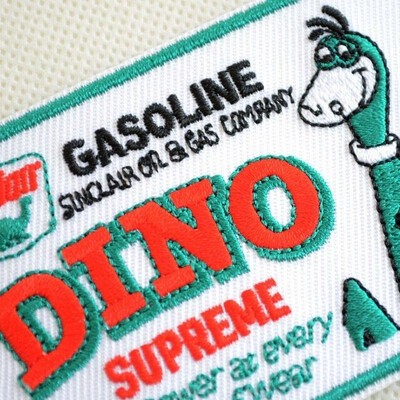 GASOLINE
SINCLAIR OIL & GAS COMPANY
DINO
SUPREME
at every